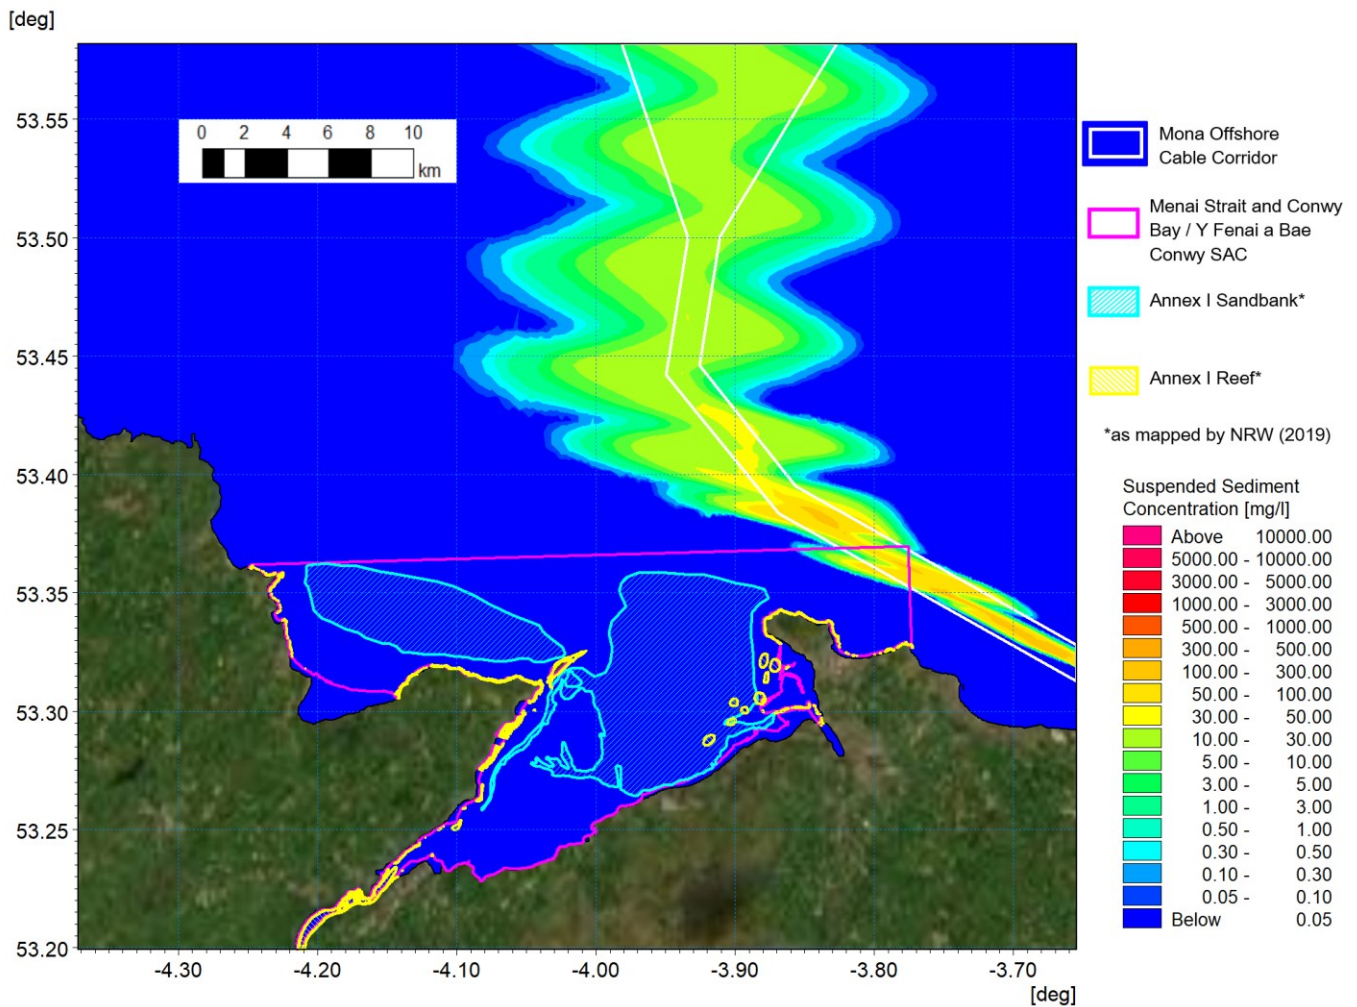 [deg]
53.55
53.50
53.45
53.40
53.35
53.30
53.25
53.20
0 2 4 6 8 10
km
-4.30 -4.20 -4.10 -4.00 -3.90 -3.80 -3.70
[deg]
Mona Offshore
Cable Corridor
Menai Strait and Conwy
Bay / Y Fenai a Bae
Conwy SAC
Annex I Sandbank*
Annex I Reef*
*as mapped by NRW (2019)
Suspended Sediment
Concentration [mg/l]
Above 10000.00
5000.00 - 10000.00
3000.00 - 5000.00
1000.00 - 3000.00
500.00 - 1000.00
300.00 - 500.00
100.00 - 300.00
50.00 - 100.00
30.00 - 50.00
10.00 - 30.00
5.00 - 10.00
3.00 - 5.00
1.00 - 3.00
0.50 - 1.00
0.30 - 0.50
0.10 - 0.30
0.05 - 0.10
Below 0.05